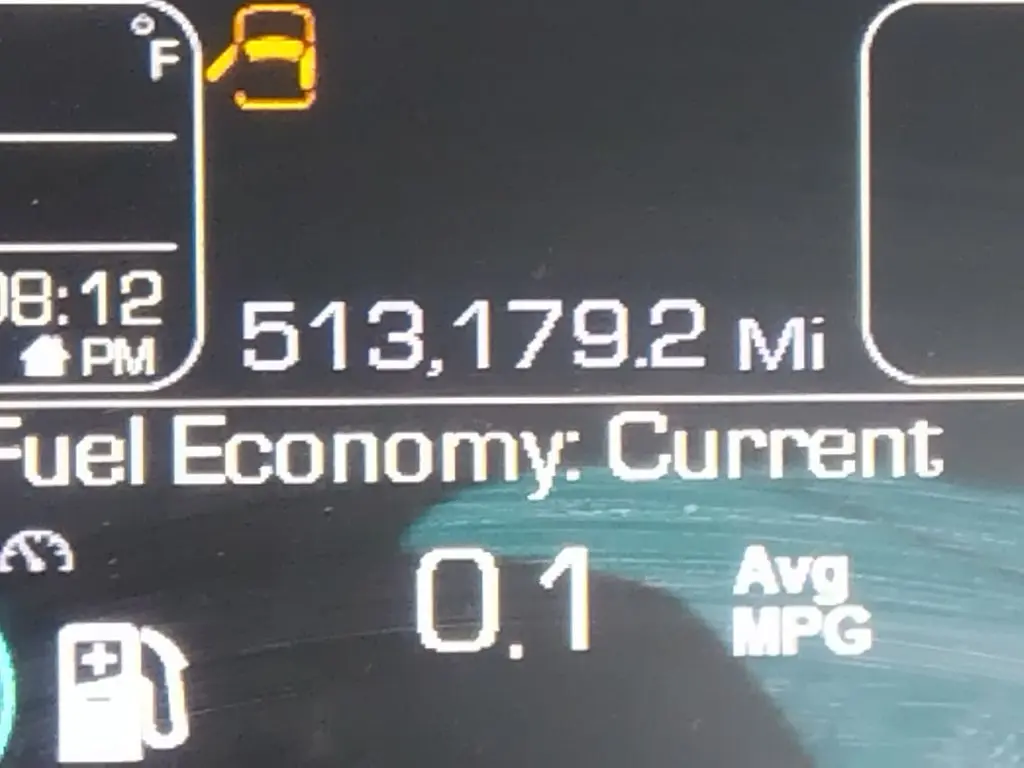 °F
08:12
PM
513,179.2 Mi
Fuel Economy: Current
0.1 Avg
MPG